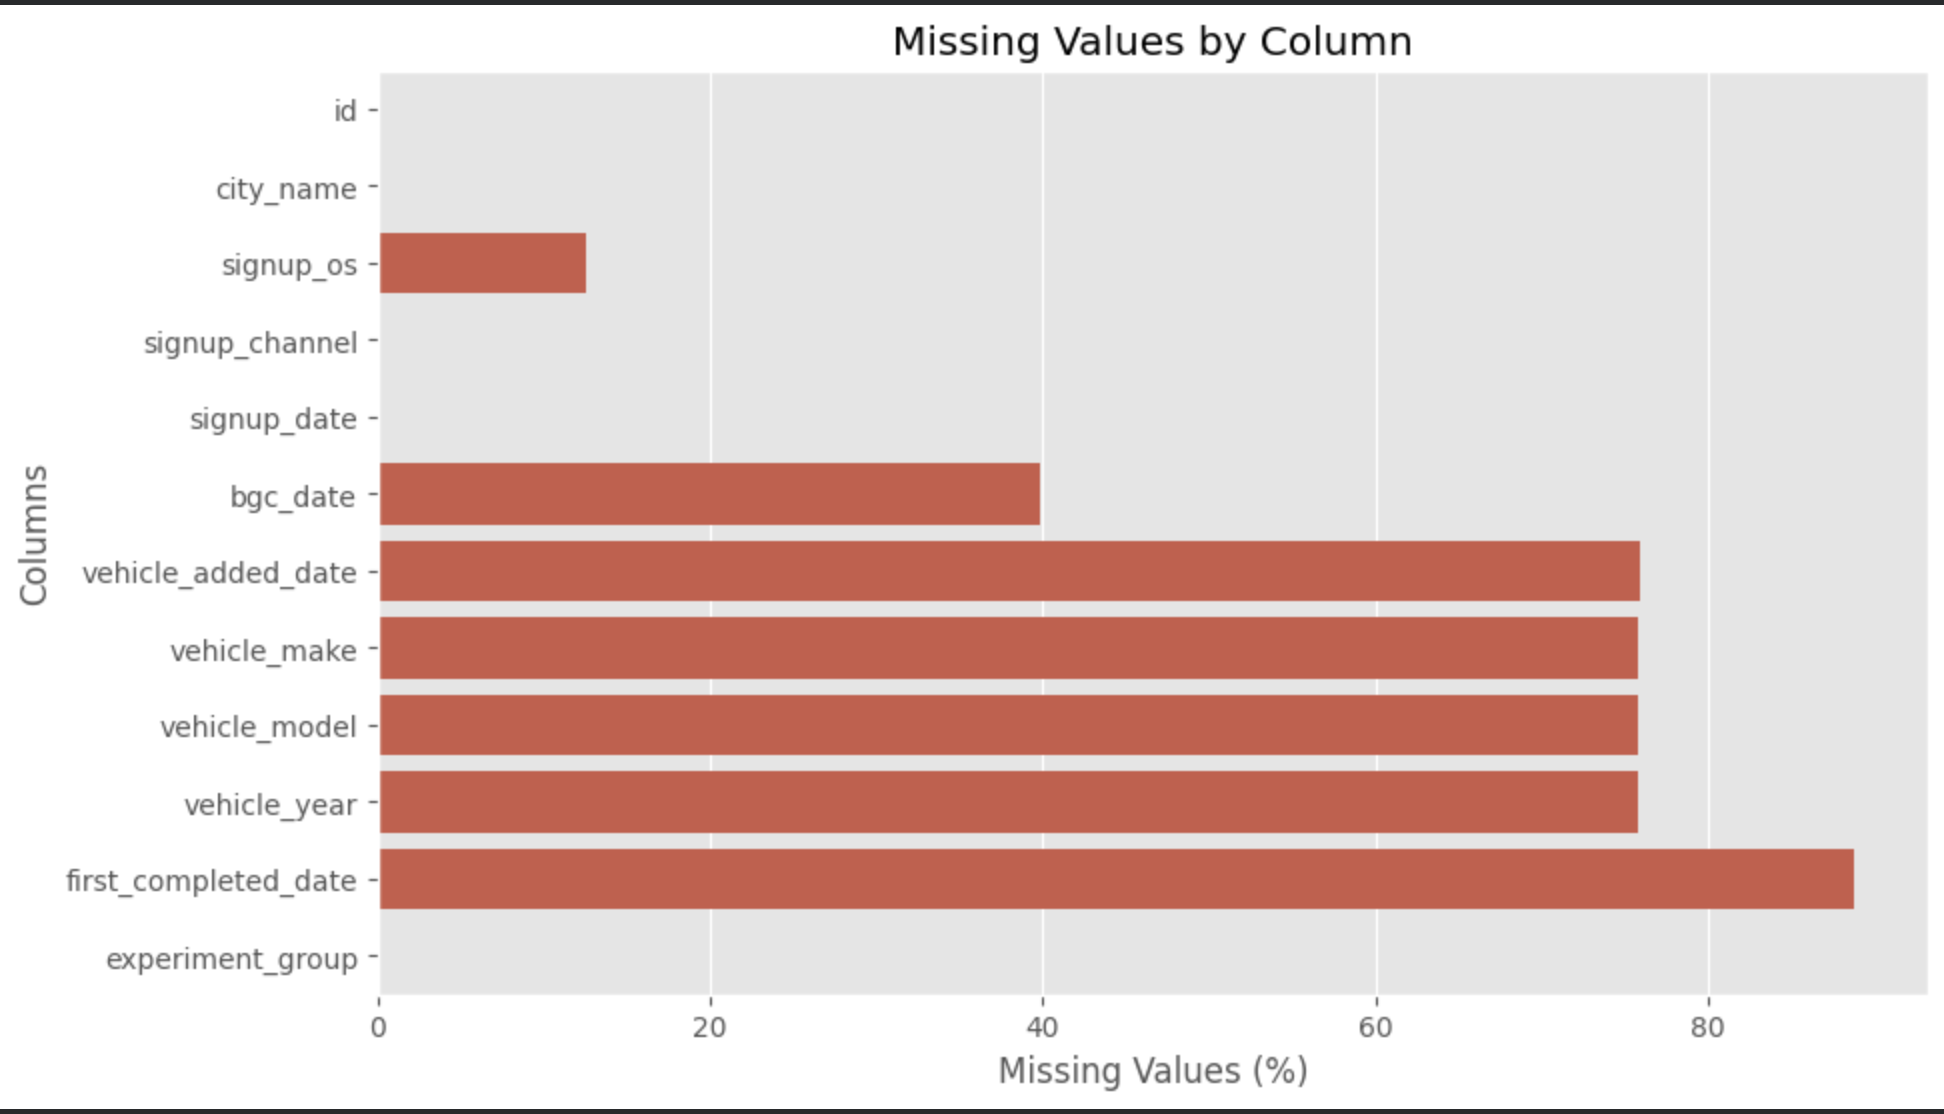 Missing Values by Column
id
city_name
signup_os
signup_channel
signup_date
bgc_date
vehicle_added_date
vehicle_make
vehicle_model
vehicle_year
first_completed_date
experiment_group
Columns
0 20 40 60 80
Missing Values (%)